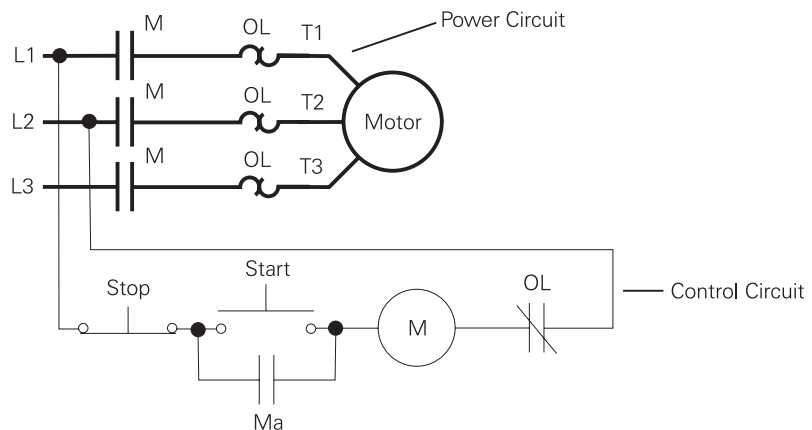 Power Circuit
M
OL
T1
L1
M
OL
T2
L2
Motor
M
OL
T3
L3
Start
Stop
OL
Control Circuit
M
Ma